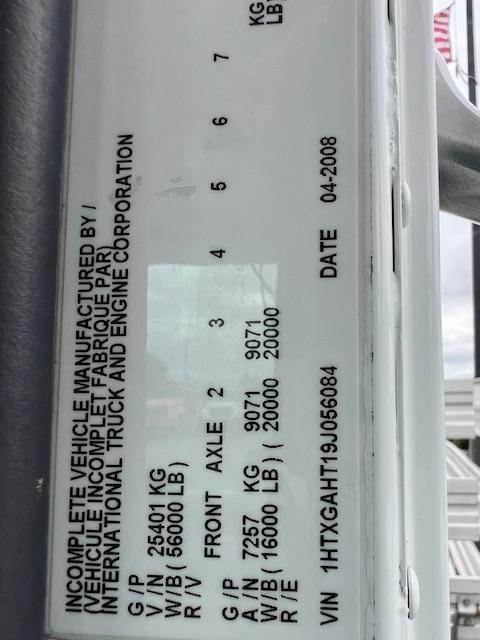 INCOMPLETE VEHICLE MANUFACTURED BY /
(VEHICULE INCOMPLET FABRIQUE PAR)
INTERNATIONAL TRUCK AND ENGINE CORPORATION
G /P
V /N 25401 KG
W/B( 56000 LB )
R /V
FRONT AXLE 2 3 4 5 6 7
G /P
A /N 7257 KG 9071 9071 KG
W/B( 16000 LB ) ( 20000 20000 LB)
R /E
VIN 1HTXGAHT19J056084 DATE 04-2008